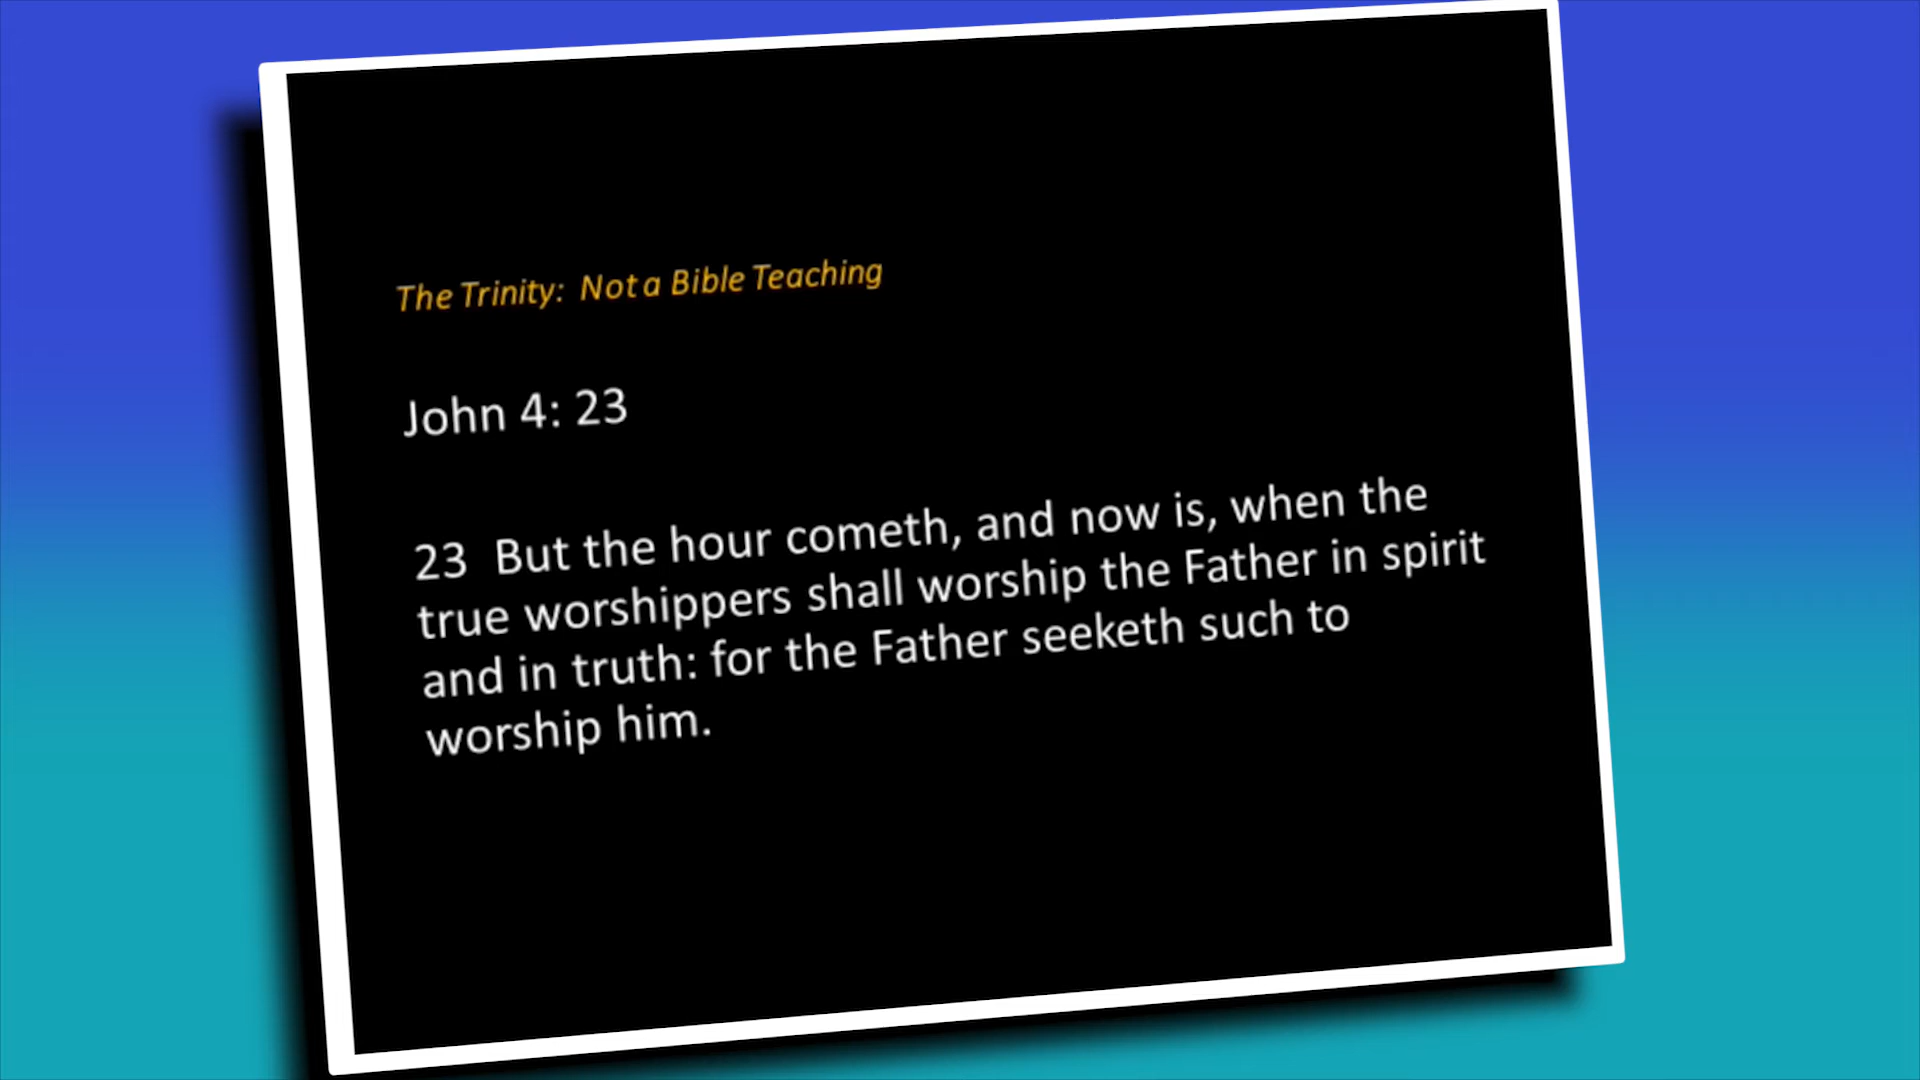 The Trinity: Not a Bible Teaching
John 4: 23
23 But the hour cometh, and now is, when the
true worshippers shall worship the Father in spirit
and in truth: for the Father seeketh such to
worship him.